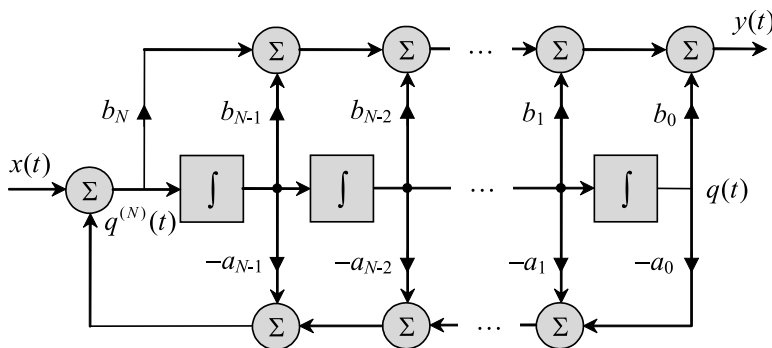 y(t)
Σ Σ ... Σ Σ
b_N b_{N-1} b_{N-2} b_1 b_0
x(t)
Σ ∫ ∫ ... ∫ q(t)
q^{(N)}(t)
−a_{N-1} −a_{N-2} −a_1 −a_0
Σ Σ ... Σ